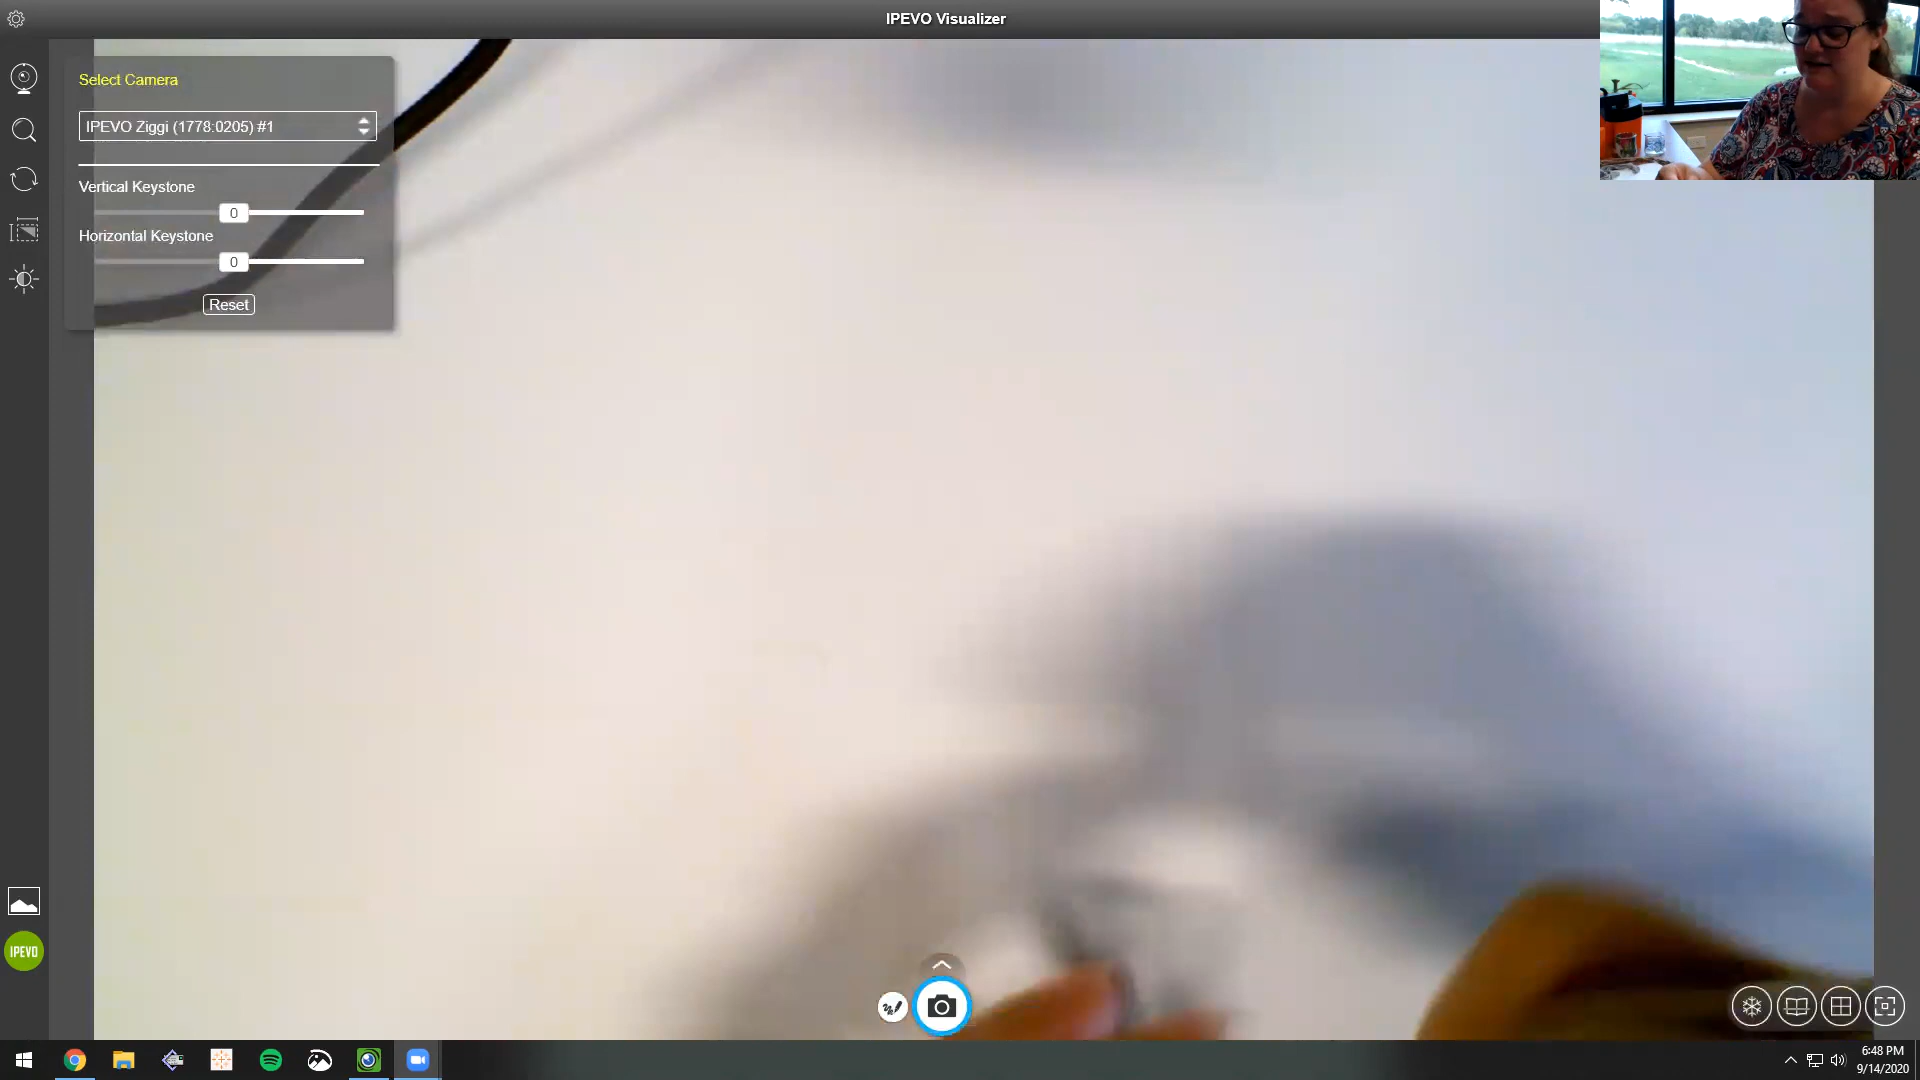 IPEVO Visualizer
Select Camera
IPEVO Ziggi (1778:0205) #1
Vertical Keystone
0
Horizontal Keystone
0
Reset
IPEVO
6:48 PM
9/14/2020